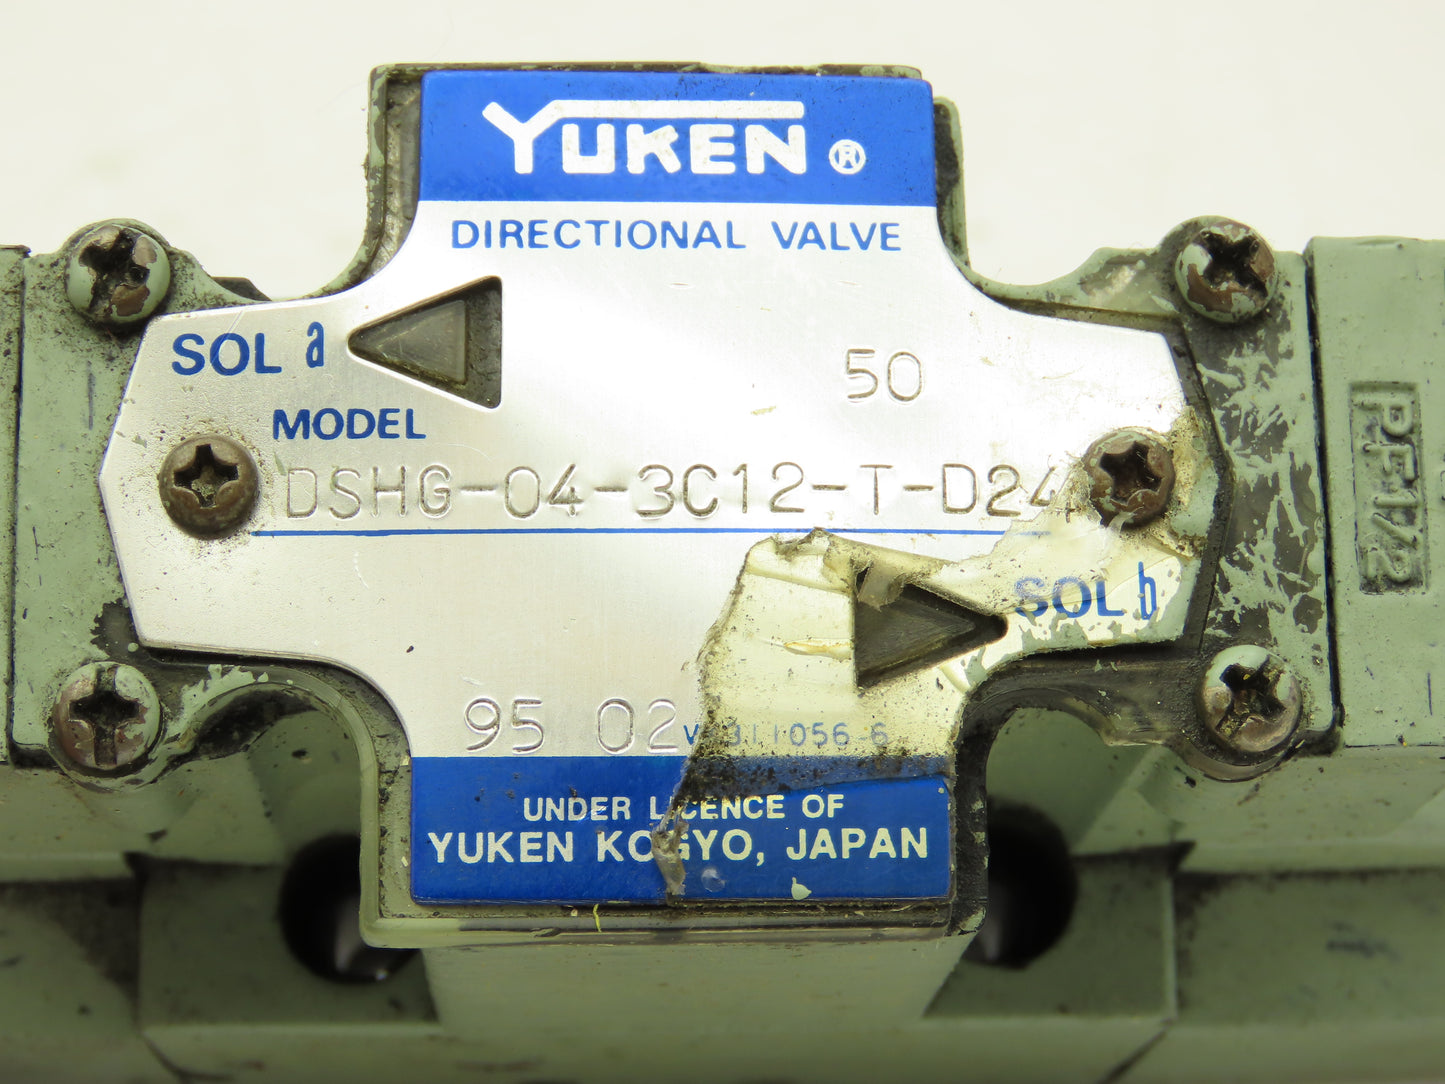 YUKEN ®
DIRECTIONAL VALVE
SOL a
50
MODEL
DSHG-04-3C12-T-D24
SOL b
95 02
UNDER LICENCE OF
YUKEN KOGYO, JAPAN
PF1/2